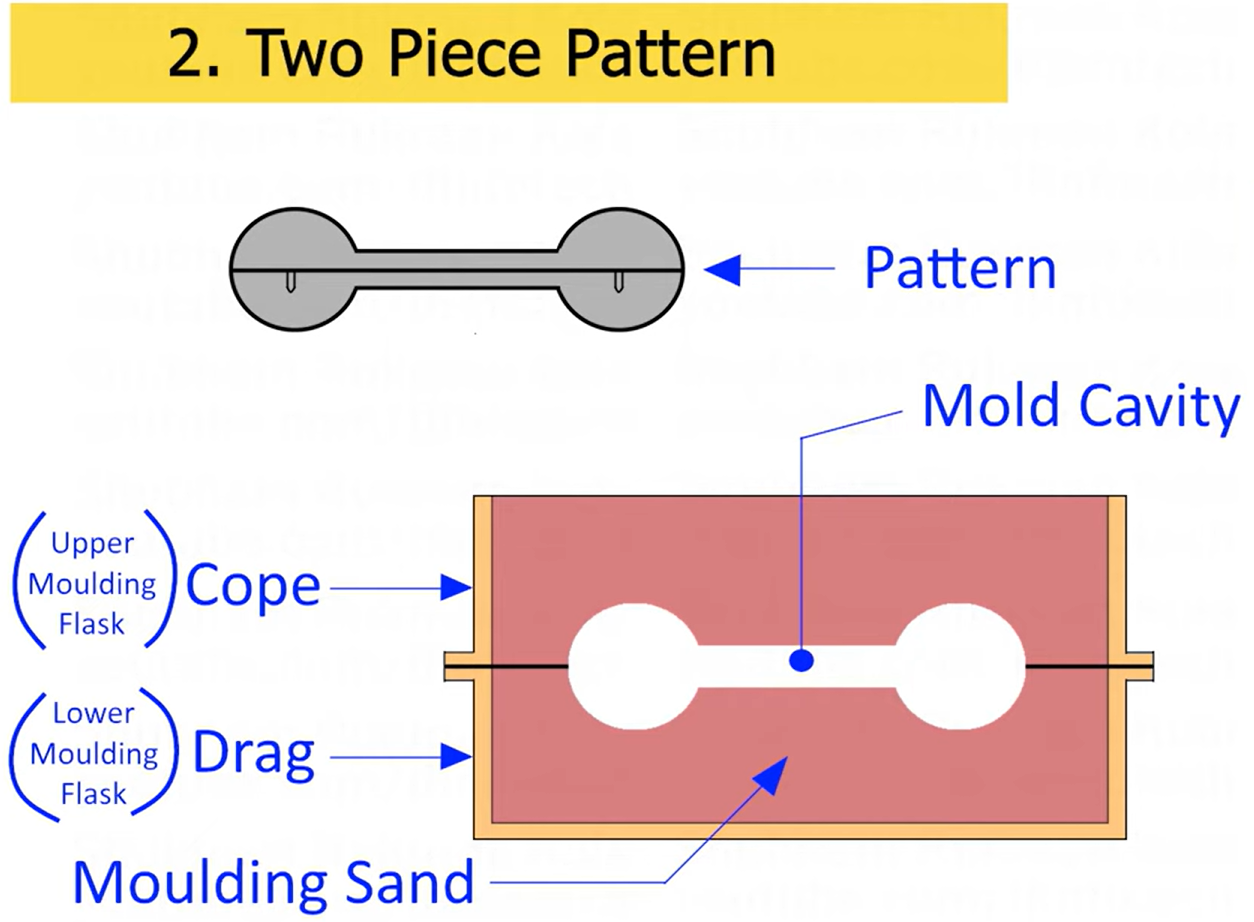 2. Two Piece Pattern
Pattern
Mold Cavity
Upper
Moulding
Flask
Cope
Lower
Moulding
Flask
Drag
Moulding Sand